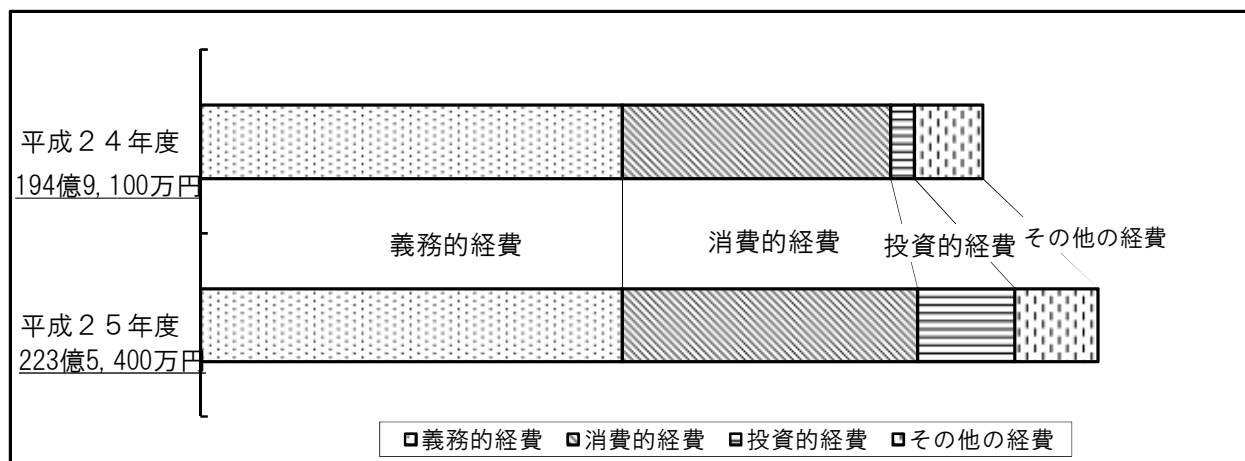 平成２４年度
194億9,100万円
義務的経費
消費的経費
投資的経費
その他の経費
平成２５年度
223億5,400万円
義務的経費 消費的経費 投資的経費 その他の経費